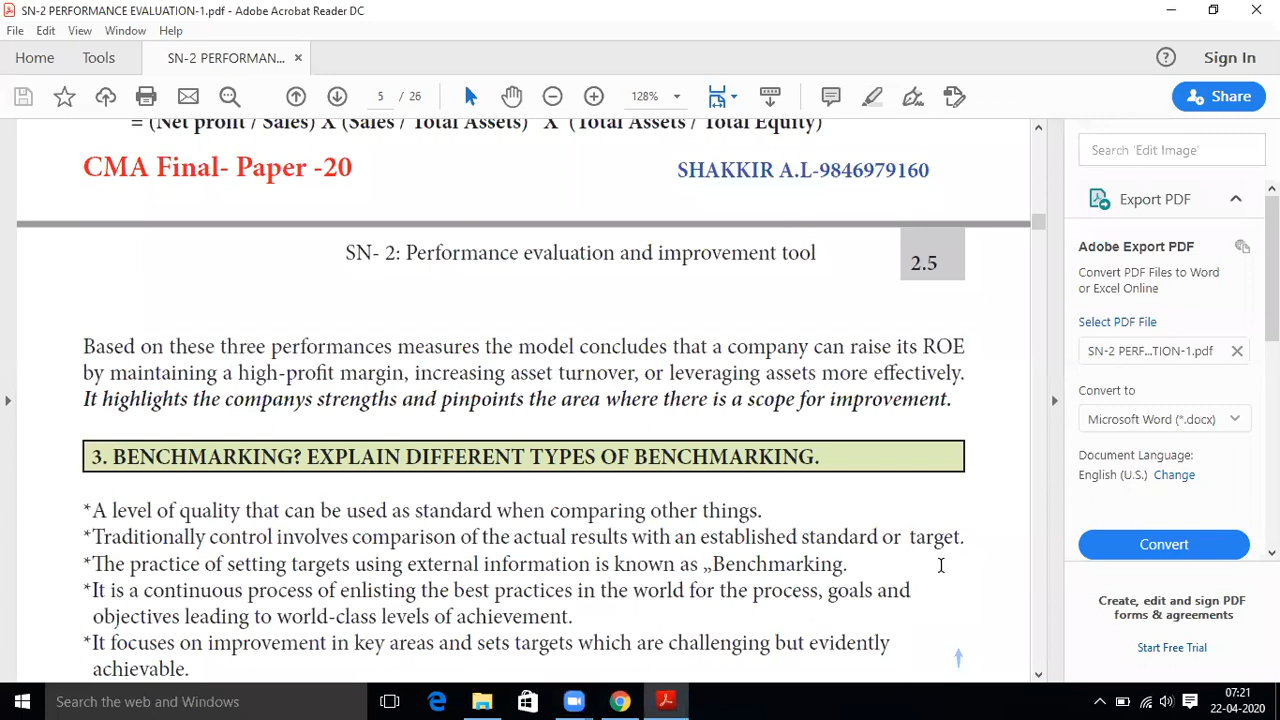 SN-2 PERFORMANCE EVALUATION-1.pdf - Adobe Acrobat Reader DC
File Edit View Window Help
Home Tools SN-2 PERFORMAN... × Sign In
5 / 26 128% Share
= (Net profit / Sales) X (Sales / Total Assets) X (Total Assets / Total Equity)
CMA Final- Paper -20 SHAKKIR A.L-9846979160
SN- 2: Performance evaluation and improvement tool 2.5
Based on these three performances measures the model concludes that a company can raise its ROE
by maintaining a high-profit margin, increasing asset turnover, or leveraging assets more effectively.
It highlights the companys strengths and pinpoints the area where there is a scope for improvement.
3. BENCHMARKING? EXPLAIN DIFFERENT TYPES OF BENCHMARKING.
*A level of quality that can be used as standard when comparing other things.
*Traditionally control involves comparison of the actual results with an established standard or target.
*The practice of setting targets using external information is known as „Benchmarking.
*It is a continuous process of enlisting the best practices in the world for the process, goals and
objectives leading to world-class levels of achievement.
*It focuses on improvement in key areas and sets targets which are challenging but evidently
achievable.
Search 'Edit Image'
Export PDF
Adobe Export PDF
Convert PDF Files to Word
or Excel Online
Select PDF File
SN-2 PERF...TION-1.pdf
Convert to
Microsoft Word (*.docx)
Document Language:
English (U.S.) Change
Convert
Create, edit and sign PDF
forms & agreements
Start Free Trial
Search the web and Windows
07:21
22-04-2020